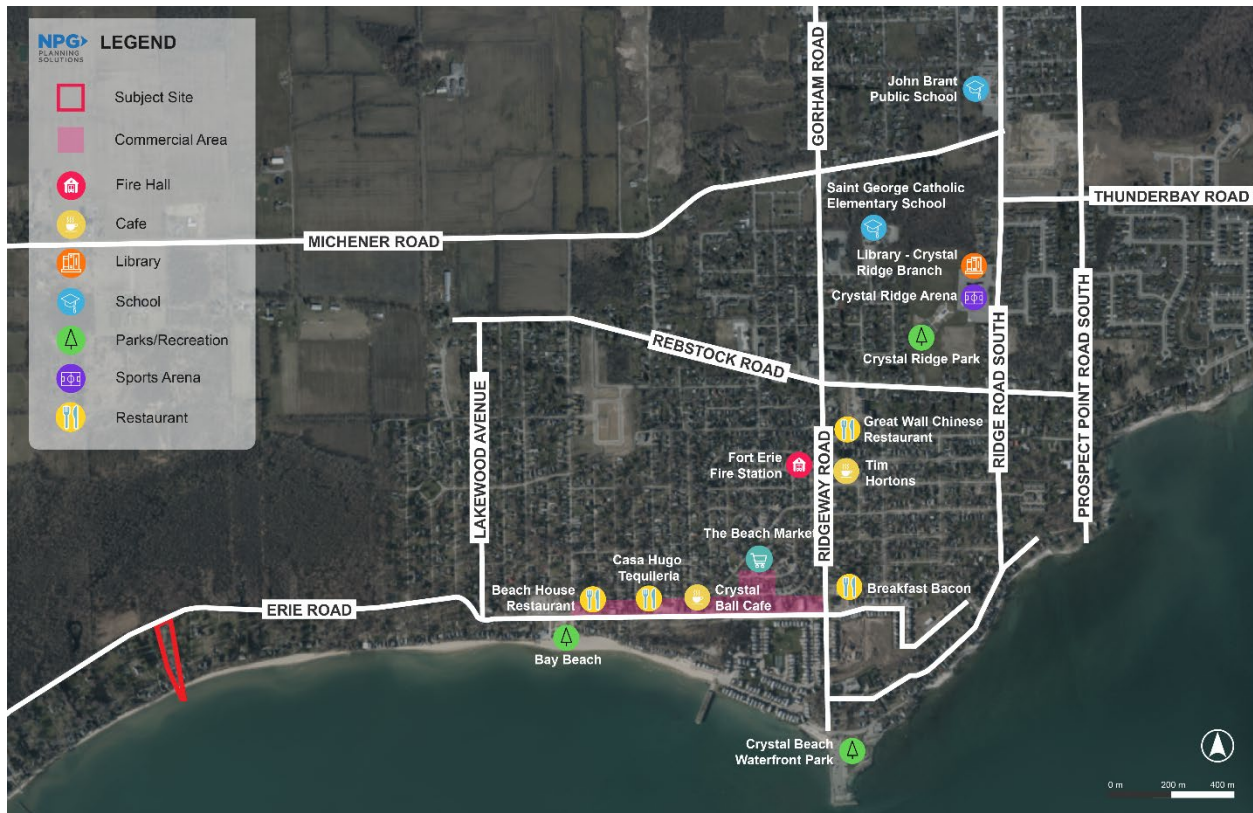 NPG
PLANNING
SOLUTIONS
LEGEND
Subject Site
Commercial Area
Fire Hall
Cafe
Library
School
Parks/Recreation
Sports Arena
Restaurant
GORHAM ROAD
John Brant
Public School
THUNDERBAY ROAD
Saint George Catholic
Elementary School
MICHENER ROAD
Library - Crystal
Ridge Branch
Crystal Ridge Arena
Crystal Ridge Park
REBSTOCK ROAD
RIDGE ROAD SOUTH
PROSPECT POINT ROAD SOUTH
LAKEWOOD AVENUE
RIDGEWAY ROAD
Great Wall Chinese
Restaurant
Fort Erie
Fire Station
Tim
Hortons
The Beach Market
Casa Hugo
Tequileria
Beach House
Restaurant
Crystal
Ball Cafe
Breakfast Bacon
ERIE ROAD
Bay Beach
Crystal Beach
Waterfront Park
0 m 200 m 400 m